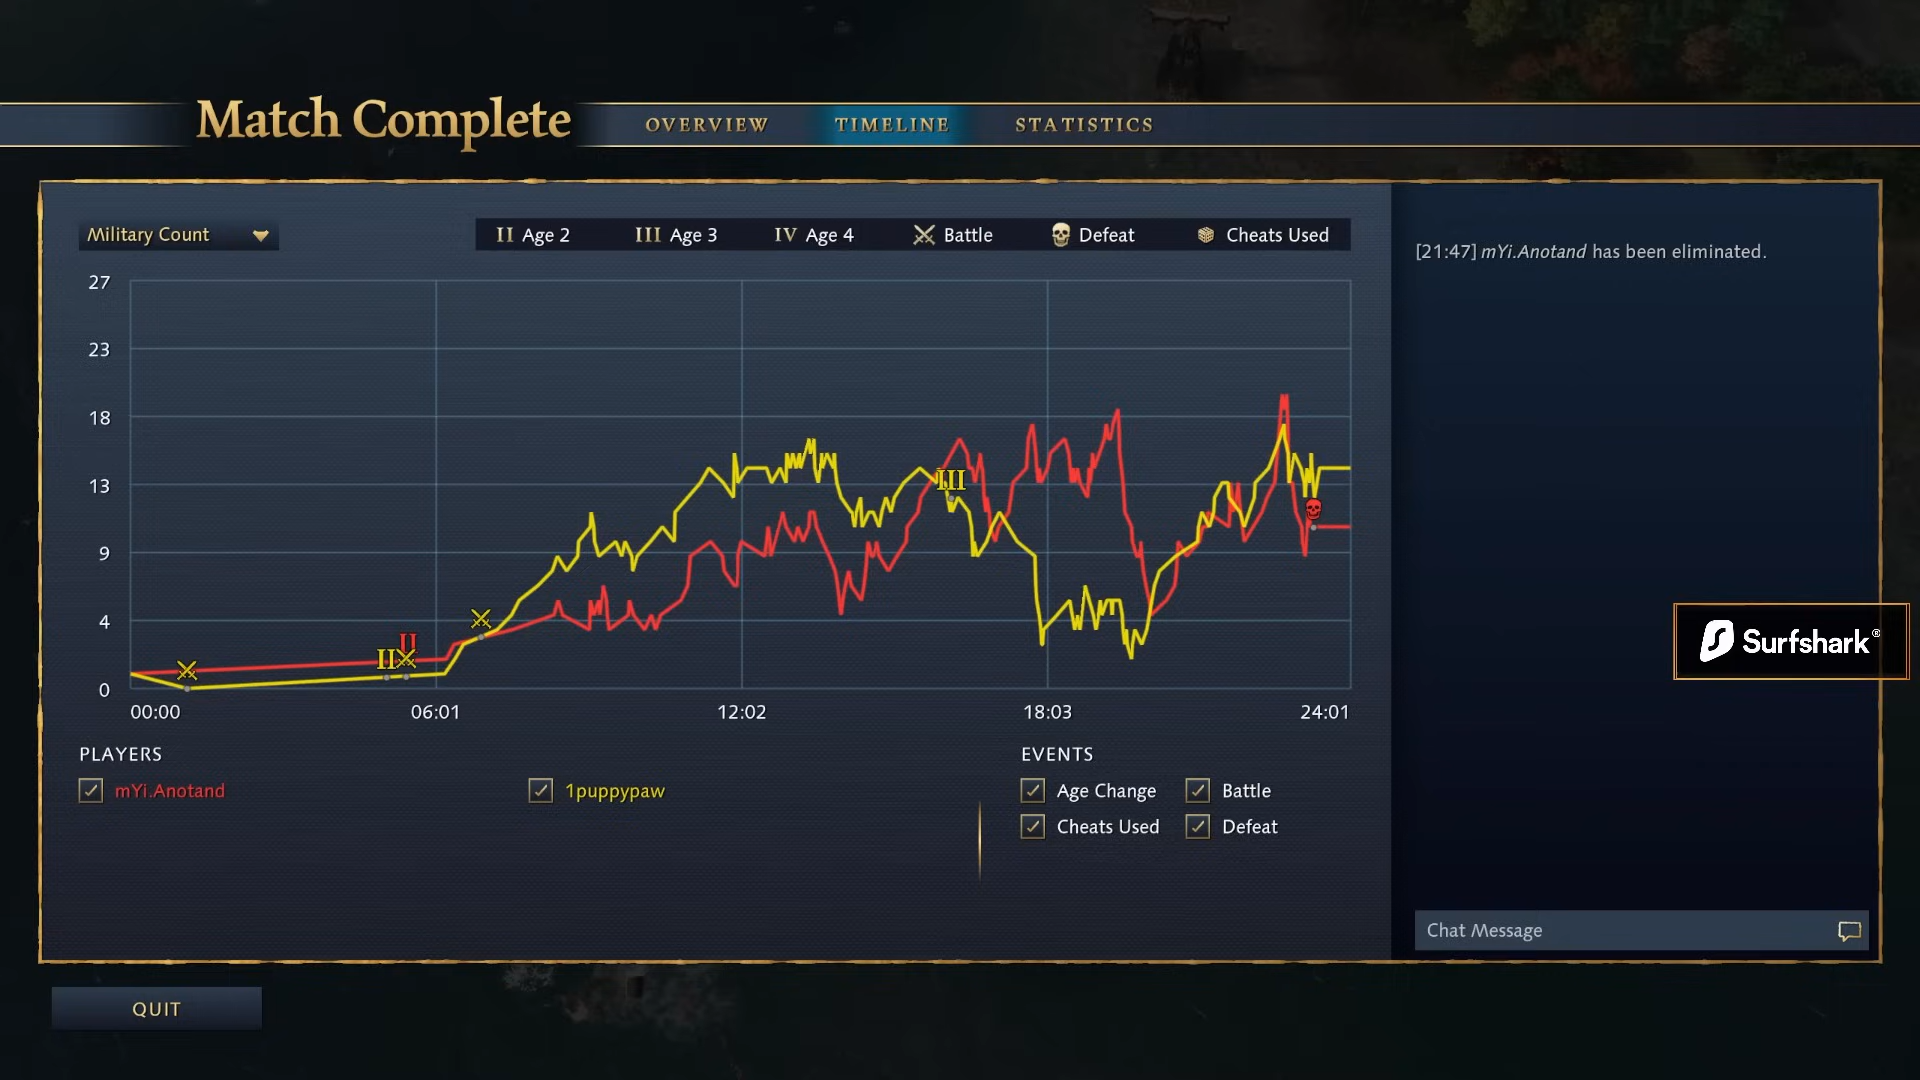 Match Complete
OVERVIEW
TIMELINE
STATISTICS
Military Count
II Age 2
III Age 3
IV Age 4
Battle
Defeat
Cheats Used
[21:47] mYi.Anotand has been eliminated.
27
23
18
13
9
4
0
III
II
II
00:00
06:01
12:02
18:03
24:01
Surfshark®
PLAYERS
mYi.Anotand
1puppypaw
EVENTS
Age Change
Battle
Cheats Used
Defeat
Chat Message
QUIT